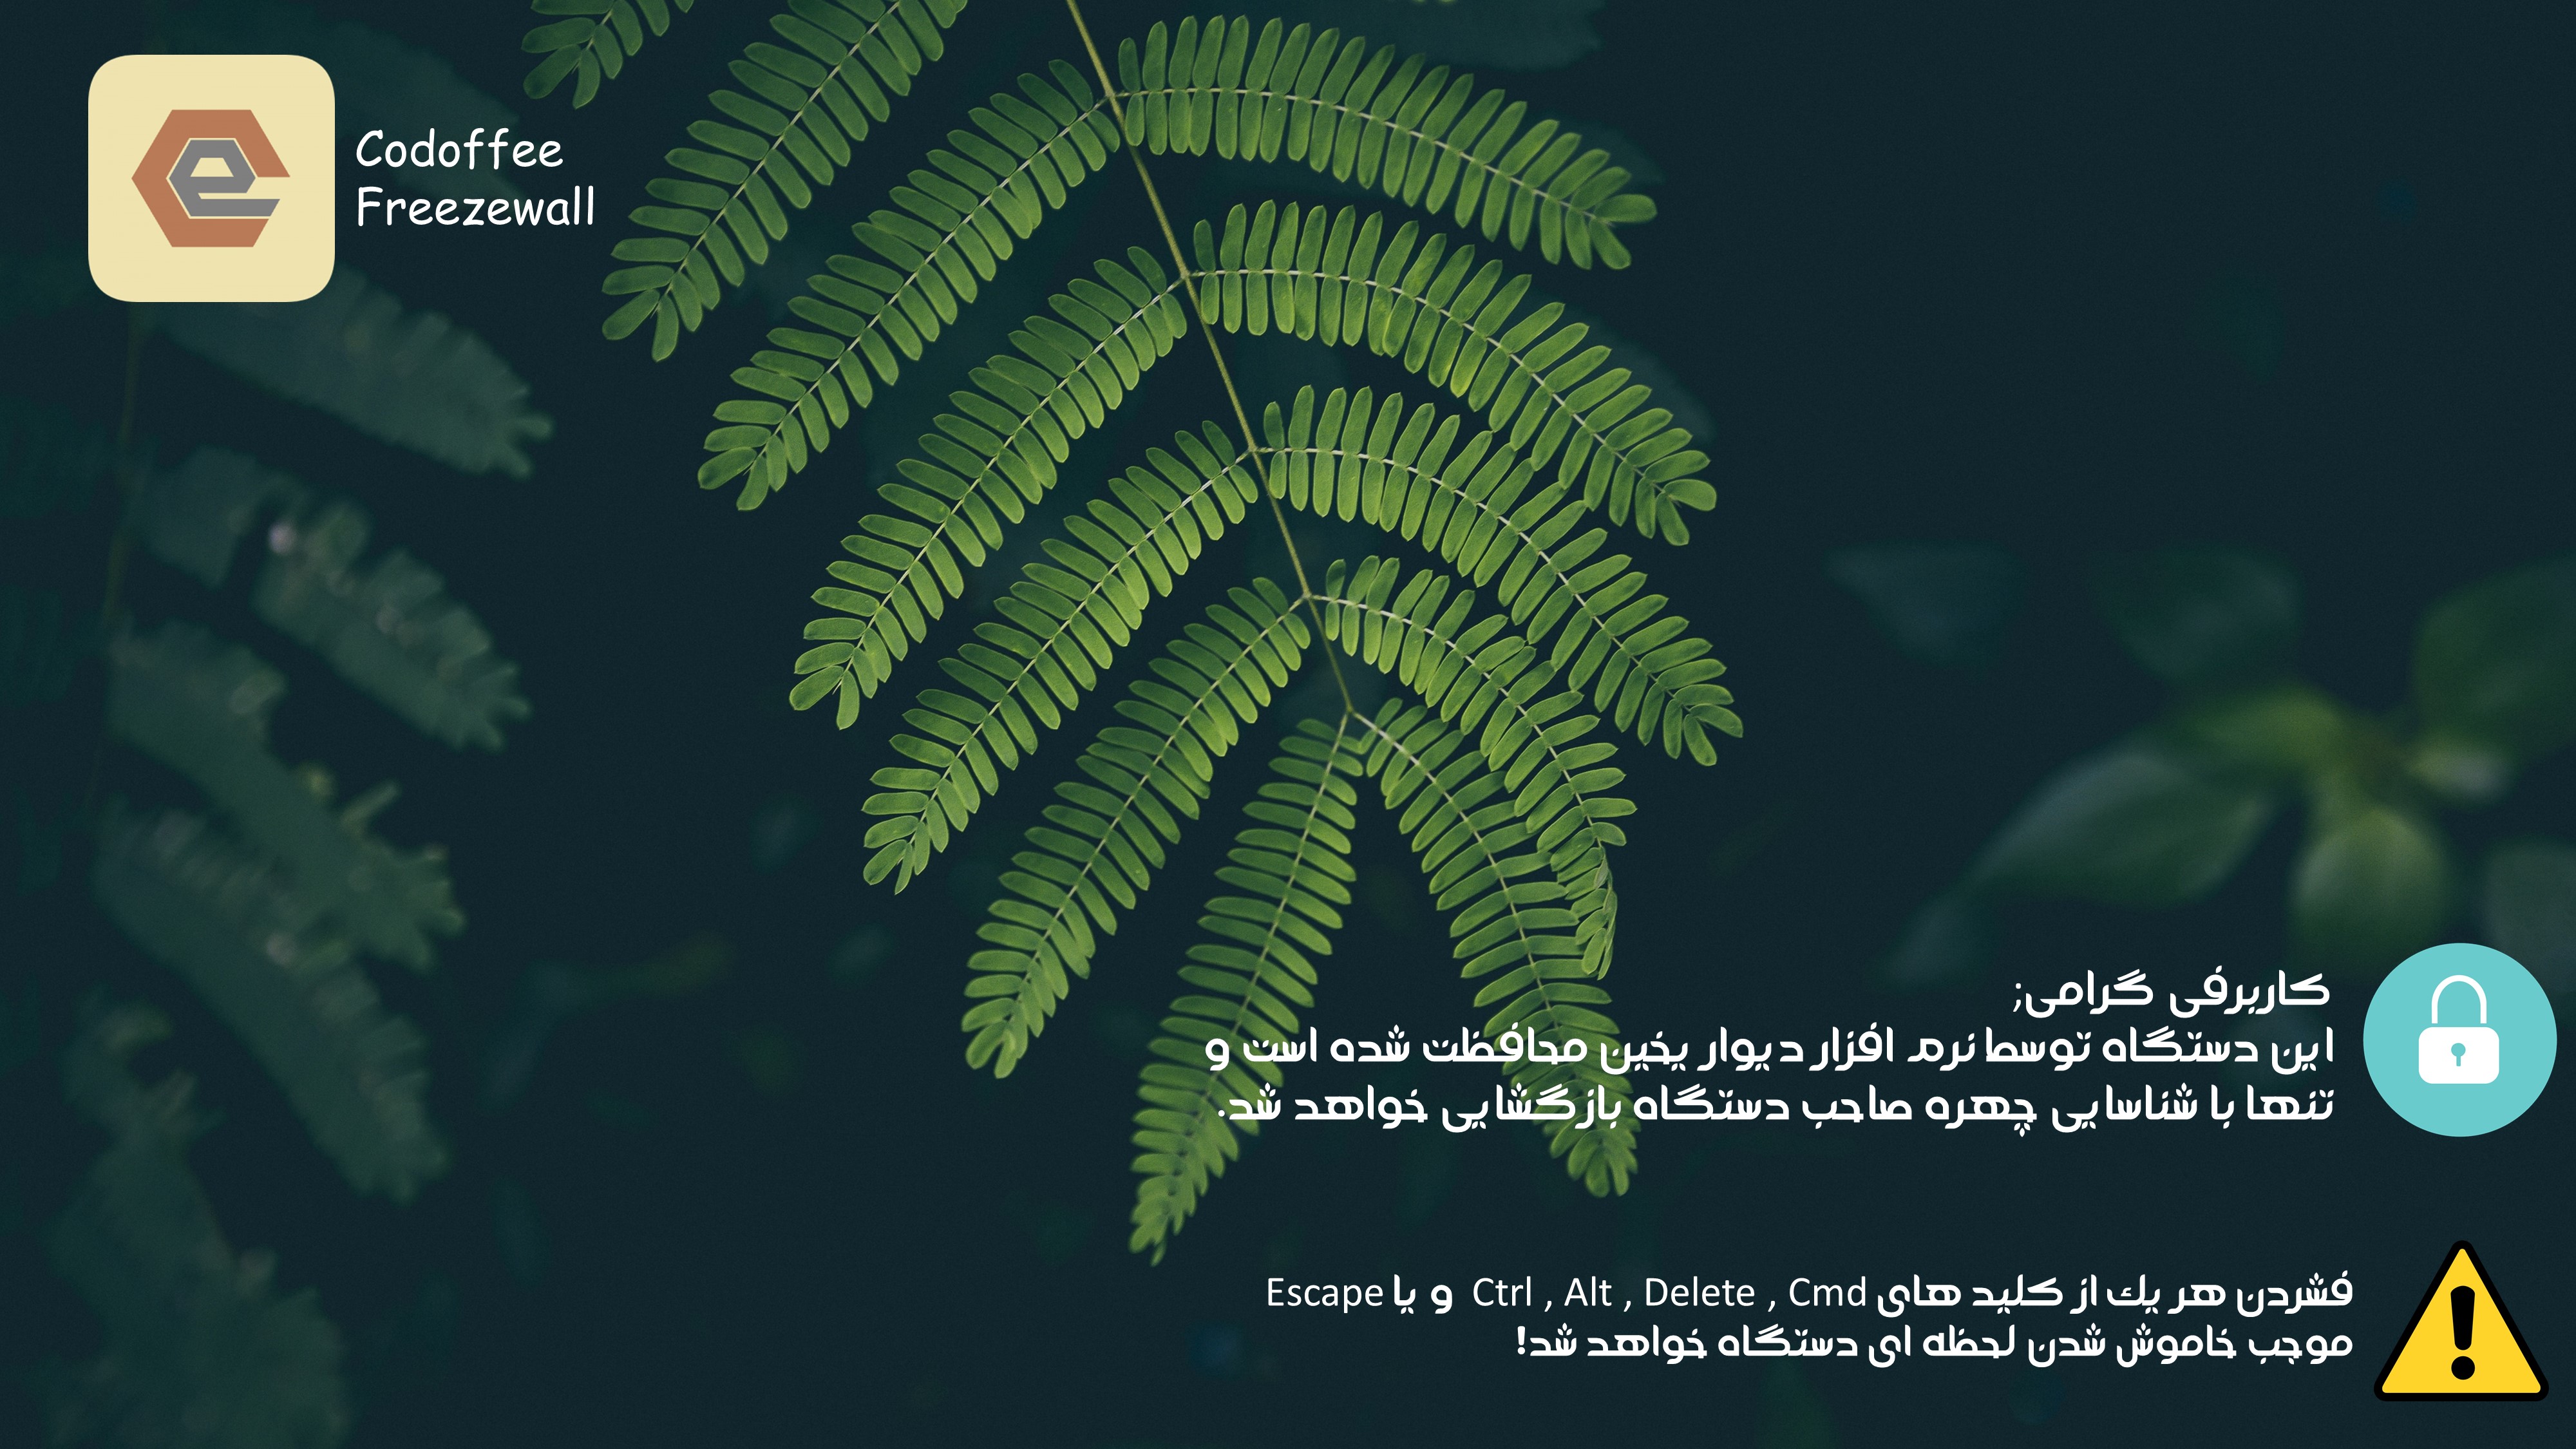 Codoffee
Freezewall
کاربرفی گرامی;
این دستگاه توسط نرم افزار دیوار یخین محافظت شده است و
تنها با شناسایی چهره صاحب دستگاه بازگشایی خواهد شد.
فشردن هر یك از کلید های Ctrl , Alt , Delete , Cmd و یا Escape
موجب خاموش شدن لحظه ای دستگاه خواهد شد!